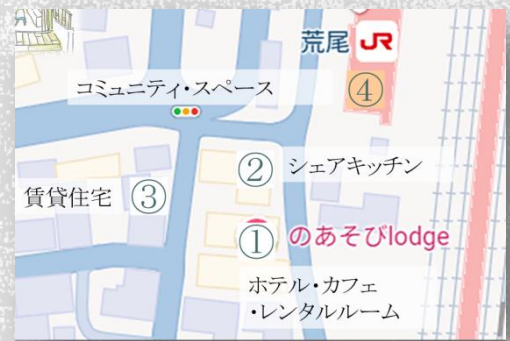 荒尾 JR
コミュニティ・スペース ④
② シェアキッチン
賃貸住宅 ③
① のあそびlodge
ホテル・カフェ
・レンタルルーム